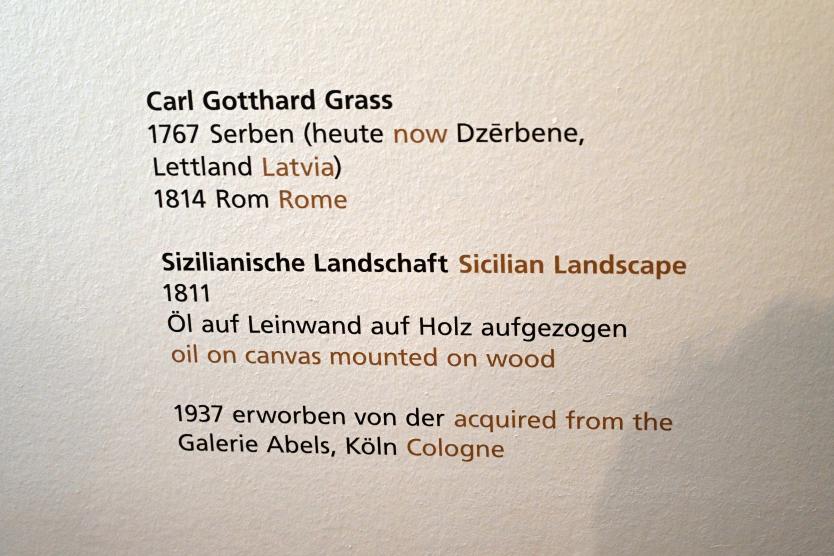 Carl Gotthard Grass
1767 Serben (heute now Dzērbene,
Lettland Latvia)
1814 Rom Rome
Sizilianische Landschaft Sicilian Landscape
1811
Öl auf Leinwand auf Holz aufgezogen
oil on canvas mounted on wood
1937 erworben von der acquired from the
Galerie Abels, Köln Cologne